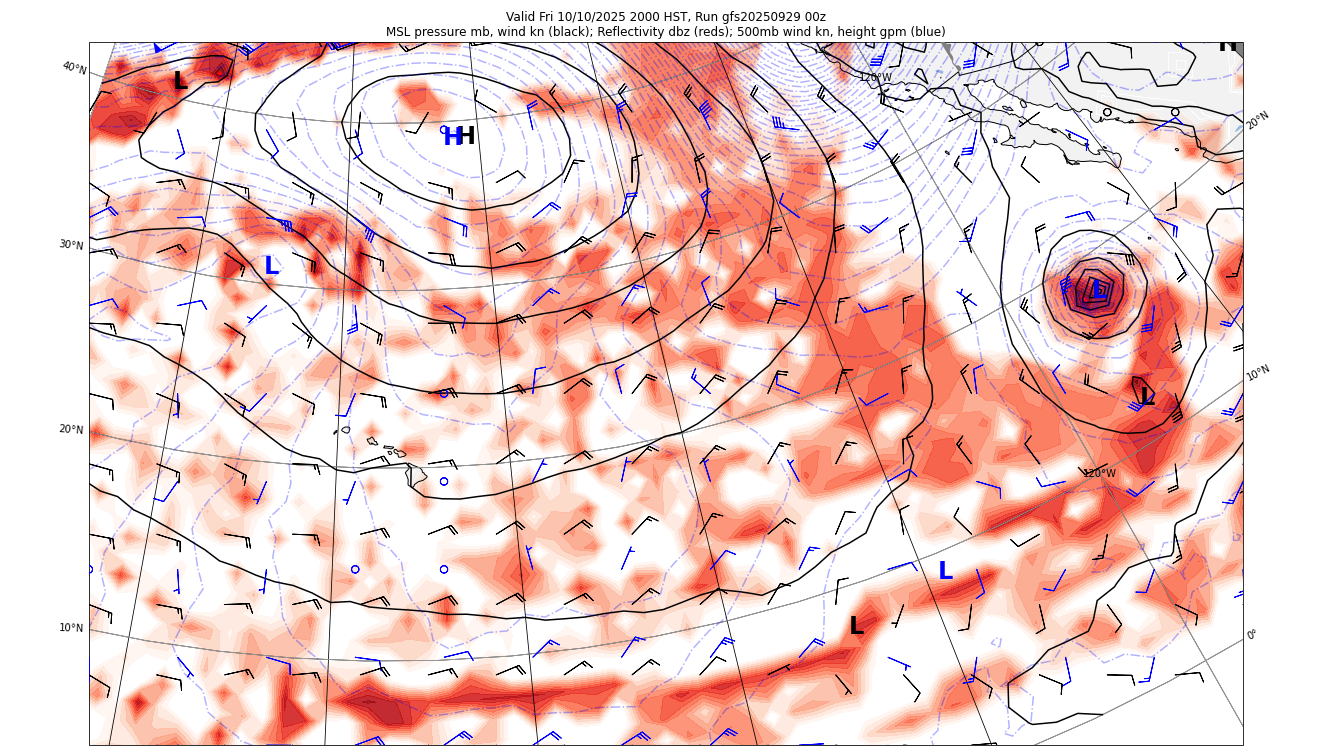 Valid Fri 10/10/2025 2000 HST, Run gfs20250929 00z
MSL pressure mb, wind kn (black); Reflectivity dbz (reds); 500mb wind kn, height gpm (blue)
H
40°N
120°W
L
20°N
H H
30°N
L
L
10°N
L
20°N
120°W
L
10°N
L
0°